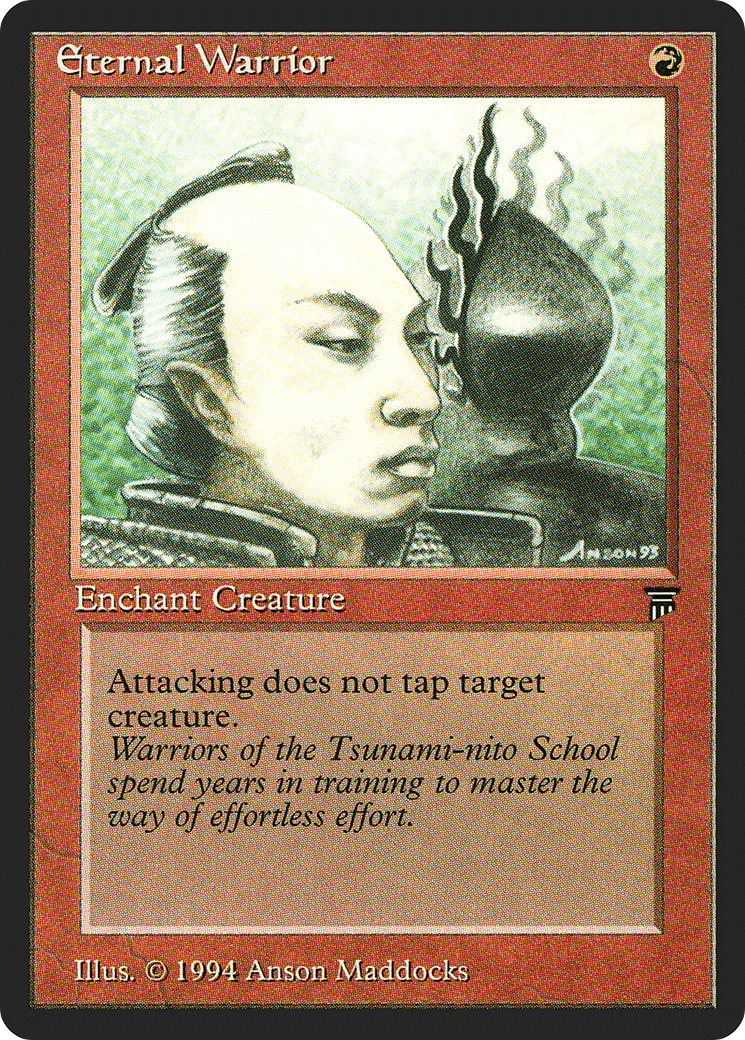 Eternal Warrior
ANSON 93
Enchant Creature
Attacking does not tap target
creature.
Warriors of the Tsunami-nito School
spend years in training to master the
way of effortless effort.
Illus. © 1994 Anson Maddocks